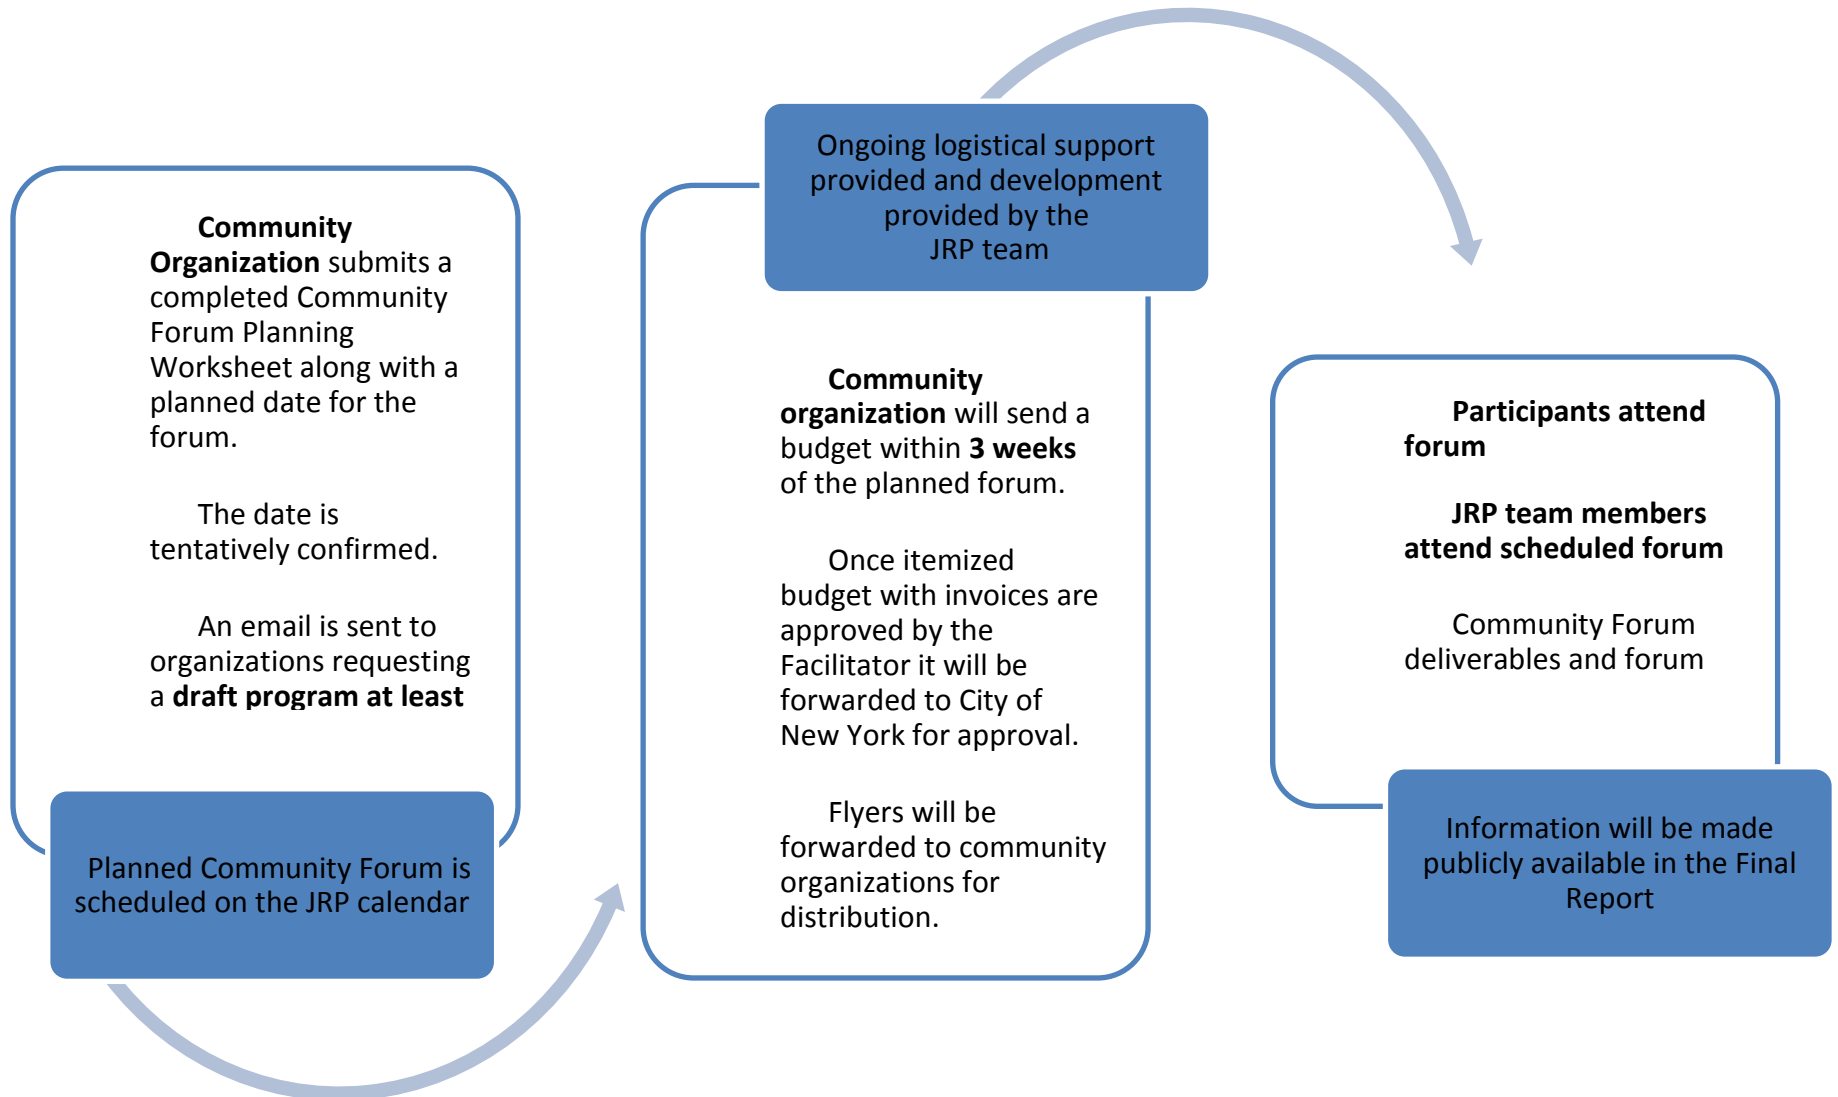 Community
Organization submits a
completed Community
Forum Planning
Worksheet along with a
planned date for the
forum.
The date is
tentatively confirmed.
An email is sent to
organizations requesting
a draft program at least
Planned Community Forum is
scheduled on the JRP calendar
Ongoing logistical support
provided and development
provided by the
JRP team
Community
organization will send a
budget within 3 weeks
of the planned forum.
Once itemized
budget with invoices are
approved by the
Facilitator it will be
forwarded to City of
New York for approval.
Flyers will be
forwarded to community
organizations for
distribution.
Participants attend
forum
JRP team members
attend scheduled forum
Community Forum
deliverables and forum
Information will be made
publicly available in the Final
Report